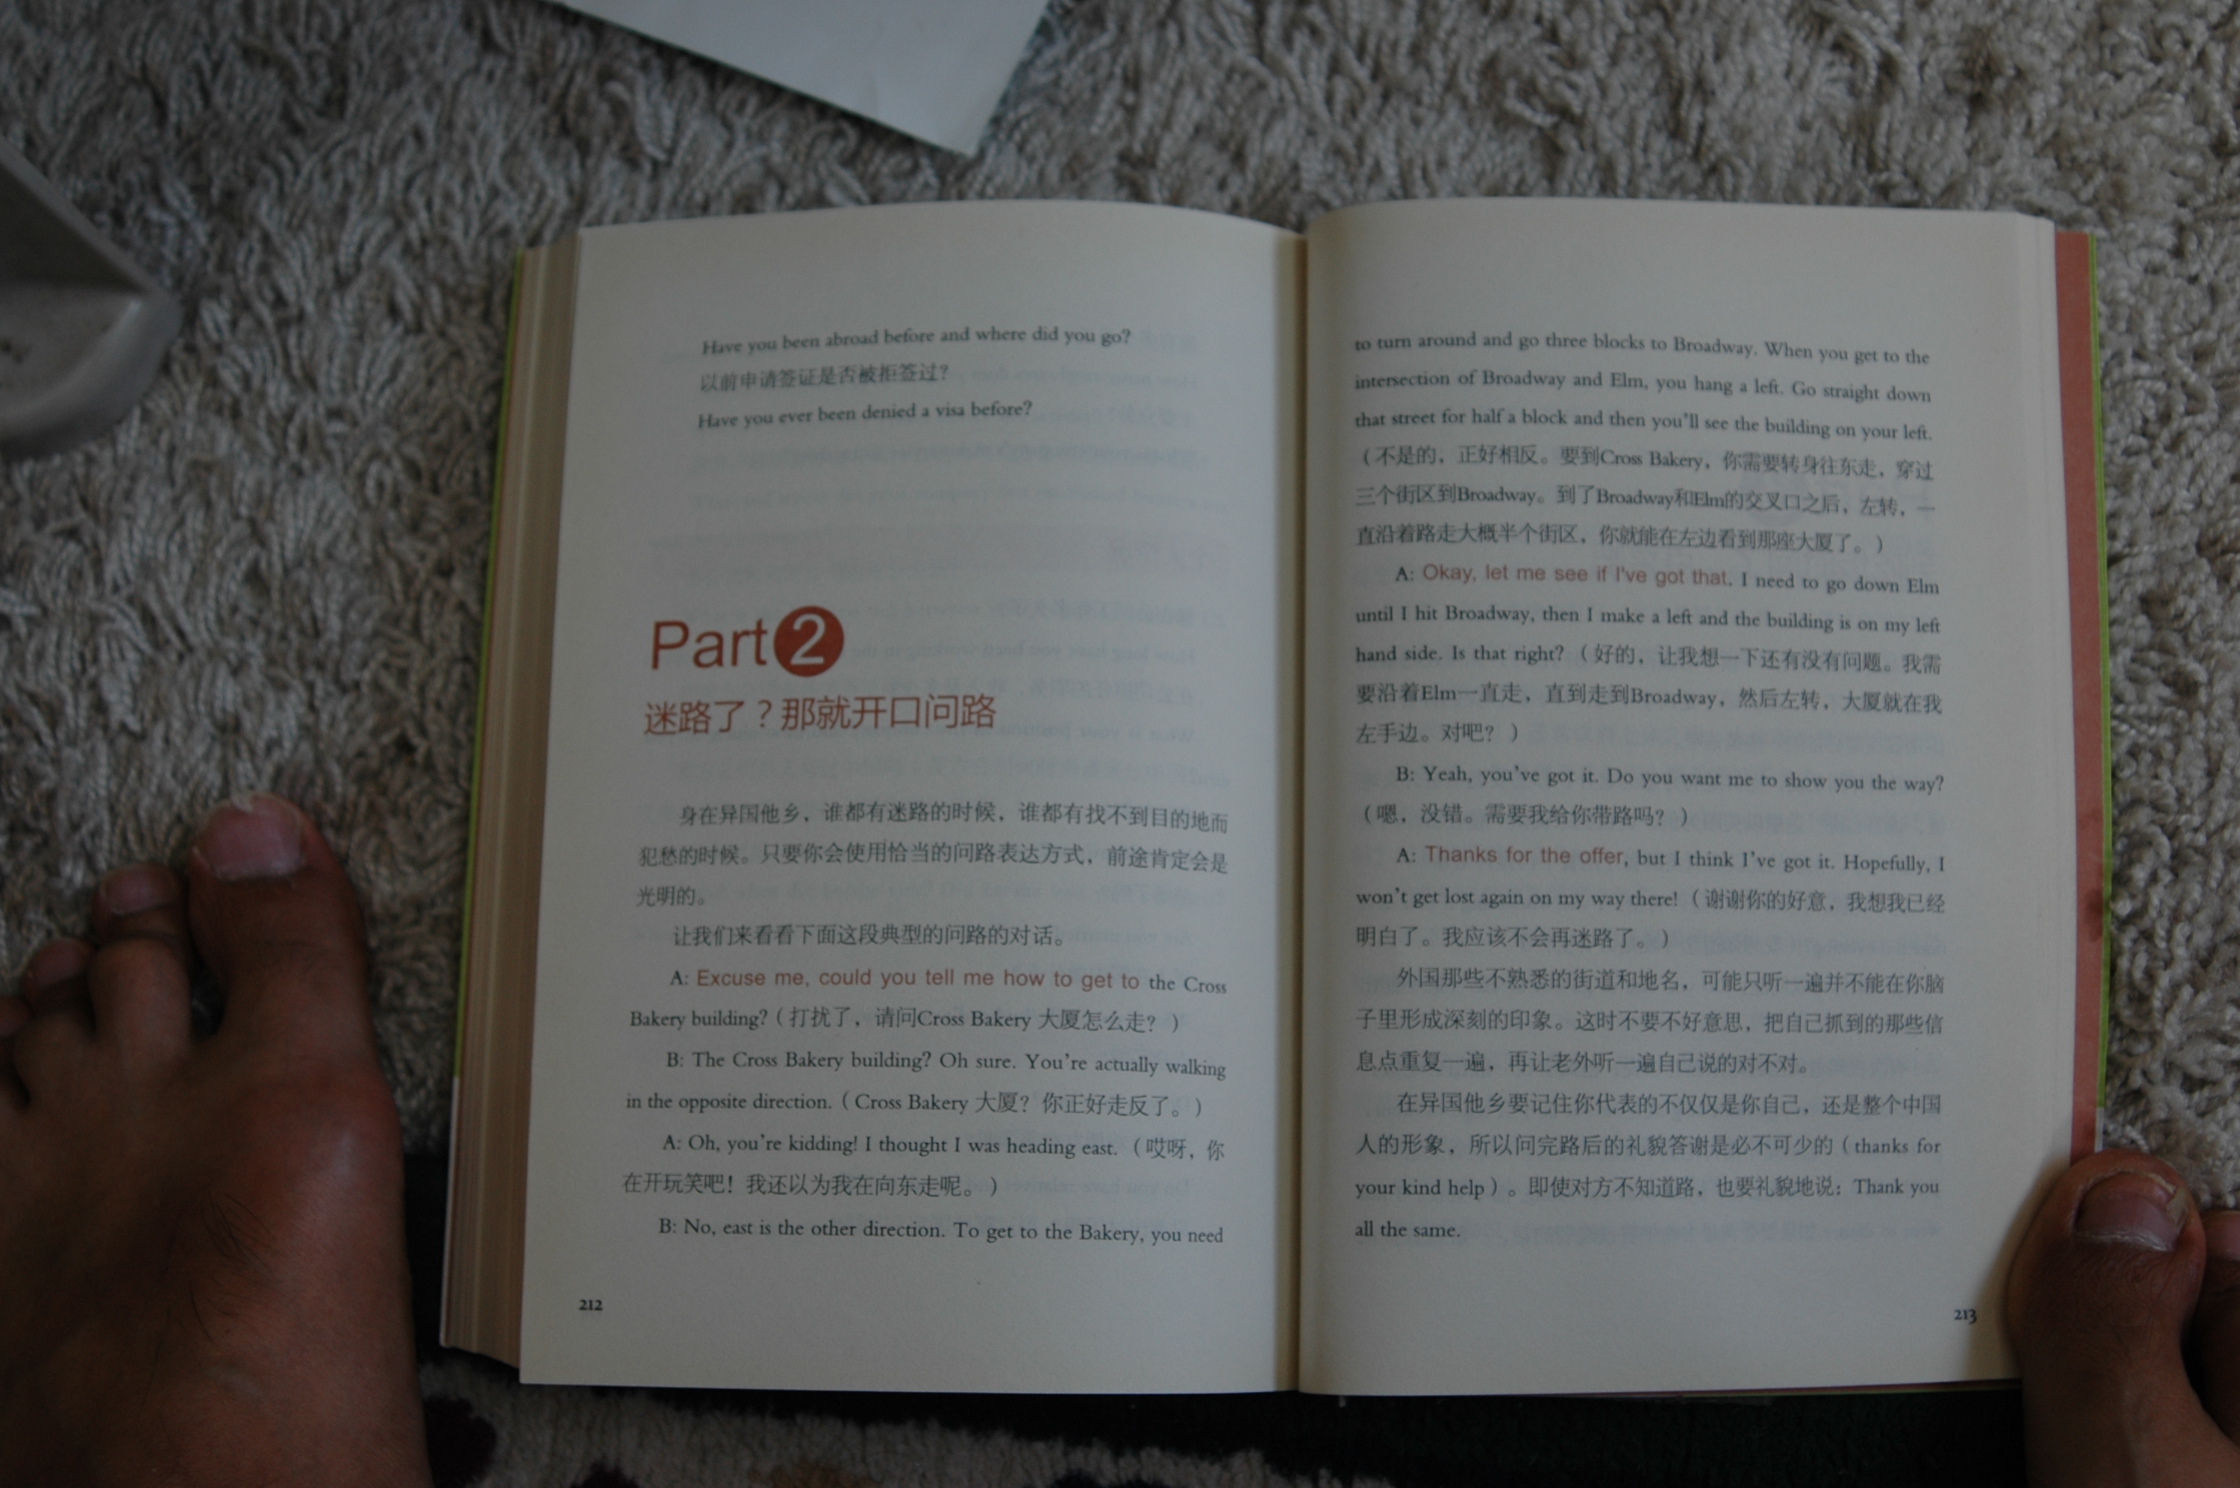 Have you been abroad before and where did you go?
以前申请签证是否被拒签过？
Have you ever been denied a visa before?
Part 2
迷路了？那就开口问路
身在异国他乡，谁都有迷路的时候，谁都有找不到目的地而
犯愁的时候。只要你会使用恰当的问路表达方式，前途肯定会是
光明的。
让我们来看看下面这段典型的问路的对话。
A: Excuse me, could you tell me how to get to the Cross
Bakery building?（打扰了，请问Cross Bakery 大厦怎么走？）
B: The Cross Bakery building? Oh sure. You're actually walking
in the opposite direction.（Cross Bakery 大厦？你正好走反了。）
A: Oh, you're kidding! I thought I was heading east.（哎呀，你
在开玩笑吧！我还以为我在向东走呢。）
B: No, east is the other direction. To get to the Bakery, you need
212
to turn around and go three blocks to Broadway. When you get to the
intersection of Broadway and Elm, you hang a left. Go straight down
that street for half a block and then you'll see the building on your left.
（不是的，正好相反。要到Cross Bakery，你需要转身往东走，穿过
三个街区到Broadway。到了Broadway和Elm的交叉口之后，左转，一
直沿着路走大概半个街区，你就能在左边看到那座大厦了。）
A: Okay, let me see if I've got that. I need to go down Elm
until I hit Broadway, then I make a left and the building is on my left
hand side. Is that right?（好的，让我想一下还有没有问题。我需
要沿着Elm一直走，直到走到Broadway，然后左转，大厦就在我
左手边。对吧？）
B: Yeah, you've got it. Do you want me to show you the way?
（嗯，没错。需要我给你带路吗？）
A: Thanks for the offer, but I think I've got it. Hopefully, I
won't get lost again on my way there!（谢谢你的好意，我想我已经
明白了。我应该不会再迷路了。）
外国那些不熟悉的街道和地名，可能只听一遍并不能在你脑
子里形成深刻的印象。这时不要不好意思，把自己抓到的那些信
息点重复一遍，再让老外听一遍自己说的对不对。
在异国他乡要记住你代表的不仅仅是你自己，还是整个中国
人的形象，所以问完路后的礼貌答谢是必不可少的（thanks for
your kind help）。即使对方不知道路，也要礼貌地说：Thank you
all the same.
213